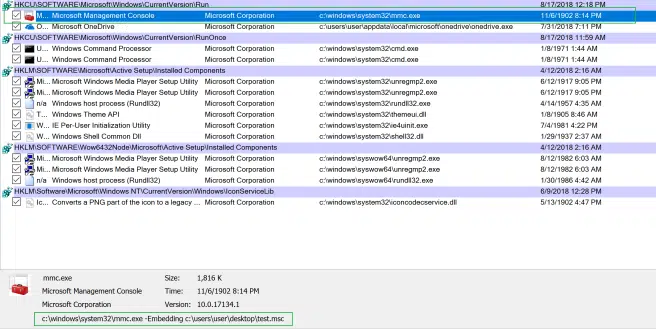 HKCU\SOFTWARE\Microsoft\Windows\CurrentVersion\Run 8/17/2018 12:18 PM
M... Microsoft Management Console Microsoft Corporation c:\windows\system32\mmc.exe 11/6/1902 8:14 PM
O... Microsoft OneDrive Microsoft Corporation c:\users\user\appdata\local\microsoft\onedrive\onedrive.exe 7/31/2018 7:11 PM
HKCU\SOFTWARE\Microsoft\Windows\CurrentVersion\RunOnce 8/17/2018 11:59 AM
U... Windows Command Processor Microsoft Corporation c:\windows\system32\cmd.exe 1/8/1971 1:44 AM
U... Windows Command Processor Microsoft Corporation c:\windows\system32\cmd.exe 1/8/1971 1:44 AM
HKLM\SOFTWARE\Microsoft\Active Setup\Installed Components 4/12/2018 2:16 AM
Mi... Microsoft Windows Media Player Setup Utility Microsoft Corporation c:\windows\system32\unregmp2.exe 6/12/1917 9:05 PM
Mi... Microsoft Windows Media Player Setup Utility Microsoft Corporation c:\windows\system32\unregmp2.exe 6/12/1917 9:05 PM
n/a Windows host process (Rundll32) Microsoft Corporation c:\windows\system32\rundll32.exe 4/14/1957 4:35 AM
T... Windows Theme API Microsoft Corporation c:\windows\system32\themeui.dll 1/8/1905 8:46 AM
W... IE Per-User Initialization Utility Microsoft Corporation c:\windows\system32\ie4uinit.exe 7/4/1981 4:22 PM
W... Windows Shell Common Dll Microsoft Corporation c:\windows\system32\shell32.dll 1/29/1937 2:37 AM
HKLM\SOFTWARE\Wow6432Node\Microsoft\Active Setup\Installed Components 4/12/2018 2:16 AM
Mi... Microsoft Windows Media Player Setup Utility Microsoft Corporation c:\windows\syswow64\unregmp2.exe 8/12/1982 6:03 AM
Mi... Microsoft Windows Media Player Setup Utility Microsoft Corporation c:\windows\syswow64\unregmp2.exe 8/12/1982 6:03 AM
n/a Windows host process (Rundll32) Microsoft Corporation c:\windows\syswow64\rundll32.exe 1/30/1986 4:42 AM
HKLM\Software\Microsoft\Windows NT\CurrentVersion\Windows\IconServiceLib 6/9/2018 12:28 PM
Ic... Converts a PNG part of the icon to a legacy ... Microsoft Corporation c:\windows\system32\iconcodecservice.dll 5/13/1902 4:47 PM
mmc.exe Size: 1,816 K
Microsoft Management Console Time: 11/6/1902 8:14 PM
Microsoft Corporation Version: 10.0.17134.1
c:\windows\system32\mmc.exe -Embedding c:\users\user\desktop\test.msc